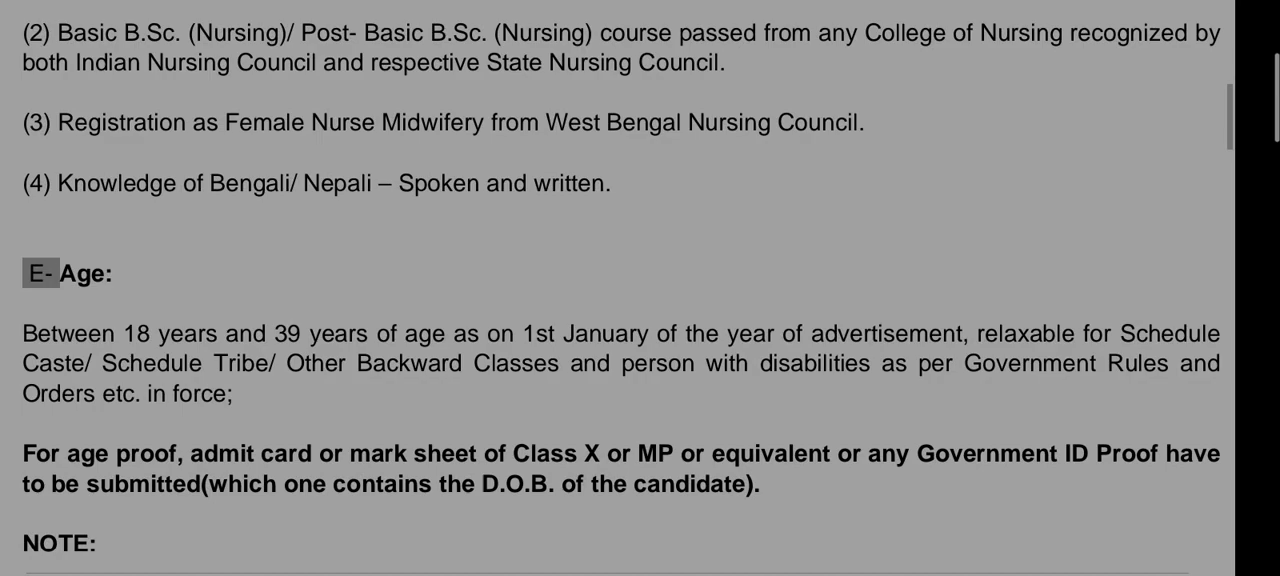 (2) Basic B.Sc. (Nursing)/ Post- Basic B.Sc. (Nursing) course passed from any College of Nursing recognized by
both Indian Nursing Council and respective State Nursing Council.
(3) Registration as Female Nurse Midwifery from West Bengal Nursing Council.
(4) Knowledge of Bengali/ Nepali – Spoken and written.
E- Age:
Between 18 years and 39 years of age as on 1st January of the year of advertisement, relaxable for Schedule
Caste/ Schedule Tribe/ Other Backward Classes and person with disabilities as per Government Rules and
Orders etc. in force;
For age proof, admit card or mark sheet of Class X or MP or equivalent or any Government ID Proof have
to be submitted(which one contains the D.O.B. of the candidate).
NOTE: